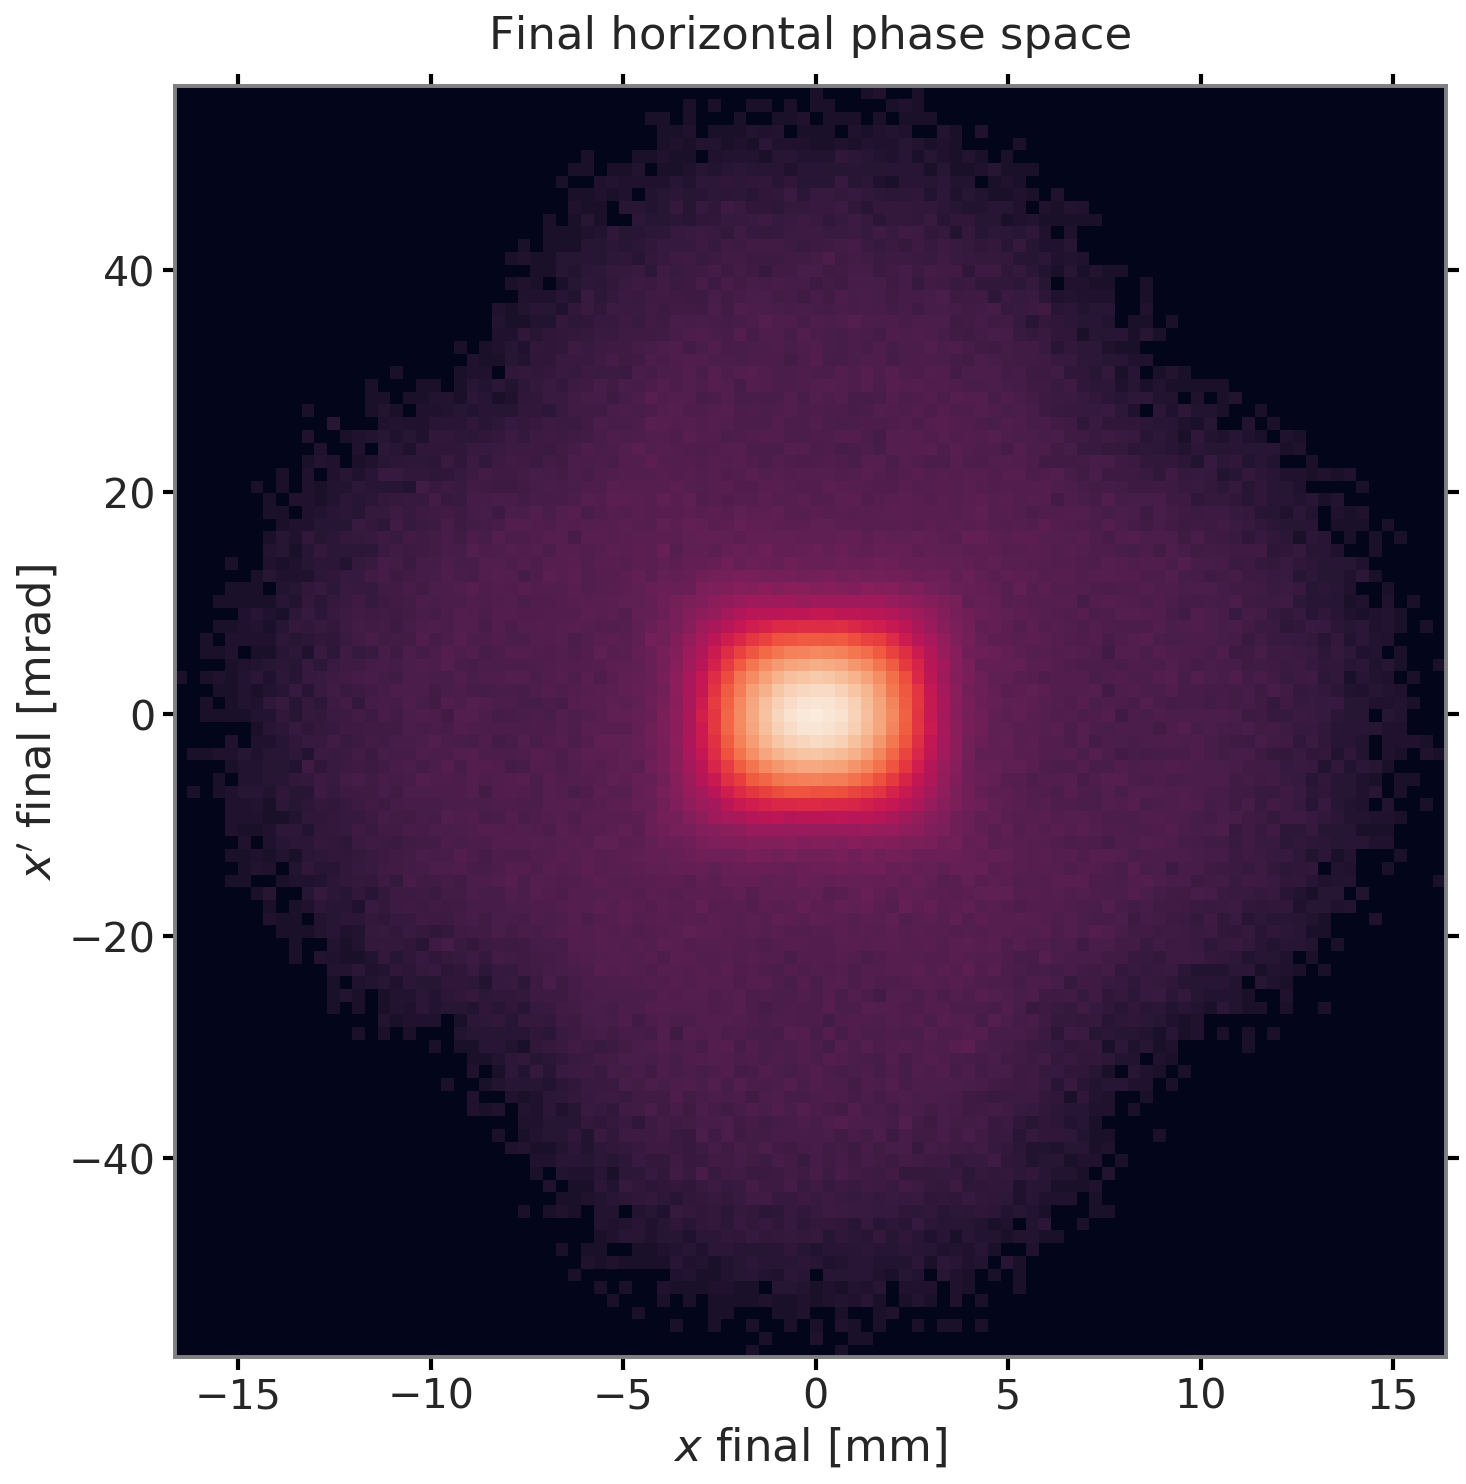 Final horizontal phase space
40
20
0
−20
−40
x′ final [mrad]
−15 −10 −5 0 5 10 15
x final [mm]